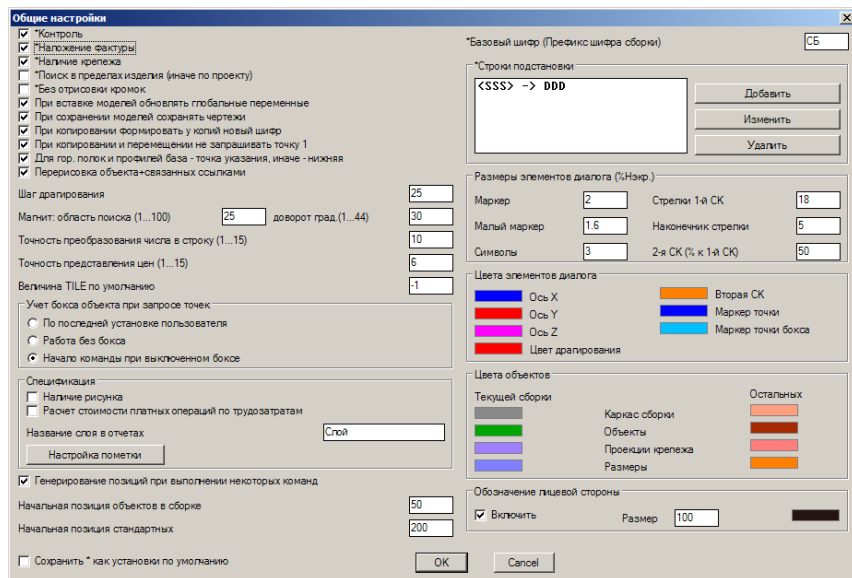 Общие настройки
*Контроль
*Наложение фактуры
*Наличие крепежа
*Поиск в пределах изделия (иначе по проекту)
*Без отрисовки кромок
При вставке моделей обновлять глобальные переменные
При сохранении моделей сохранять чертежи
При копировании формировать у копий новый шифр
При копировании и перемещении не запрашивать точку 1
Для гор. полок и профилей база - точка указания, иначе - нижняя
Перерисовка объекта+связанных ссылками
Шаг драпирования 25
Магнит: область поиска (1...100) 25 доворот град.(1...44) 30
Точность преобразования числа в строку (1...15) 10
Точность представления цен (1...15) 6
Величина TILE по умолчанию -1
Учет бокса объекта при запросе точек
По последней установке пользователя
Работа без бокса
Начало команды при выключенном боксе
Спецификация
Наличие рисунка
Расчет стоимости платных операций по трудозатратам
Название слоя в отчетах Слой
Настройка пометки
Генерирование позиций при выполнении некоторых команд
Начальная позиция объектов в сборке 50
Начальная позиция стандартных 200
Сохранить * как установки по умолчанию
*Базовый шифр (Префикс шифра сборки) СБ
*Строки подстановки
<SSS> -> DDD
Добавить
Изменить
Удалить
Размеры элементов диалога (%Hэкр.)
Маркер 2 Стрелки 1-й СК 18
Малый маркер 1.6 Наконечник стрелки 5
Символы 3 2-я СК (% к 1-й СК) 50
Цвета элементов диалога
Ось X Вторая СК
Ось Y Маркер точки
Ось Z Маркер точки бокса
Цвет драпирования
Цвета объектов
Текущей сборки Остальных
Каркас сборки
Объекты
Проекции крепежа
Размеры
Обозначение лицевой стороны
Включить Размер 100
OK Cancel